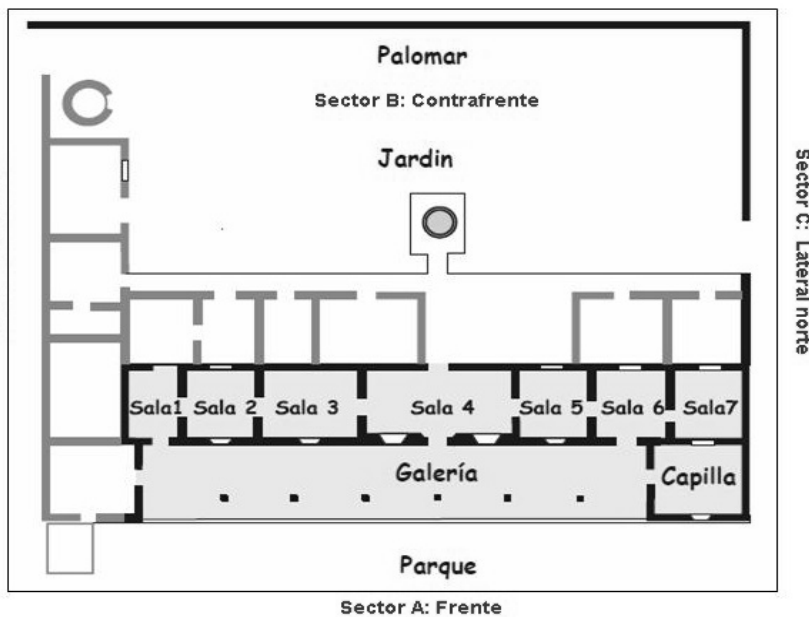 Palomar
Sector B: Contrafrente
Jardin
Sector C: Lateral norte
Sala1
Sala 2
Sala 3
Sala 4
Sala 5
Sala 6
Sala7
Galería
Capilla
Parque
Sector A: Frente